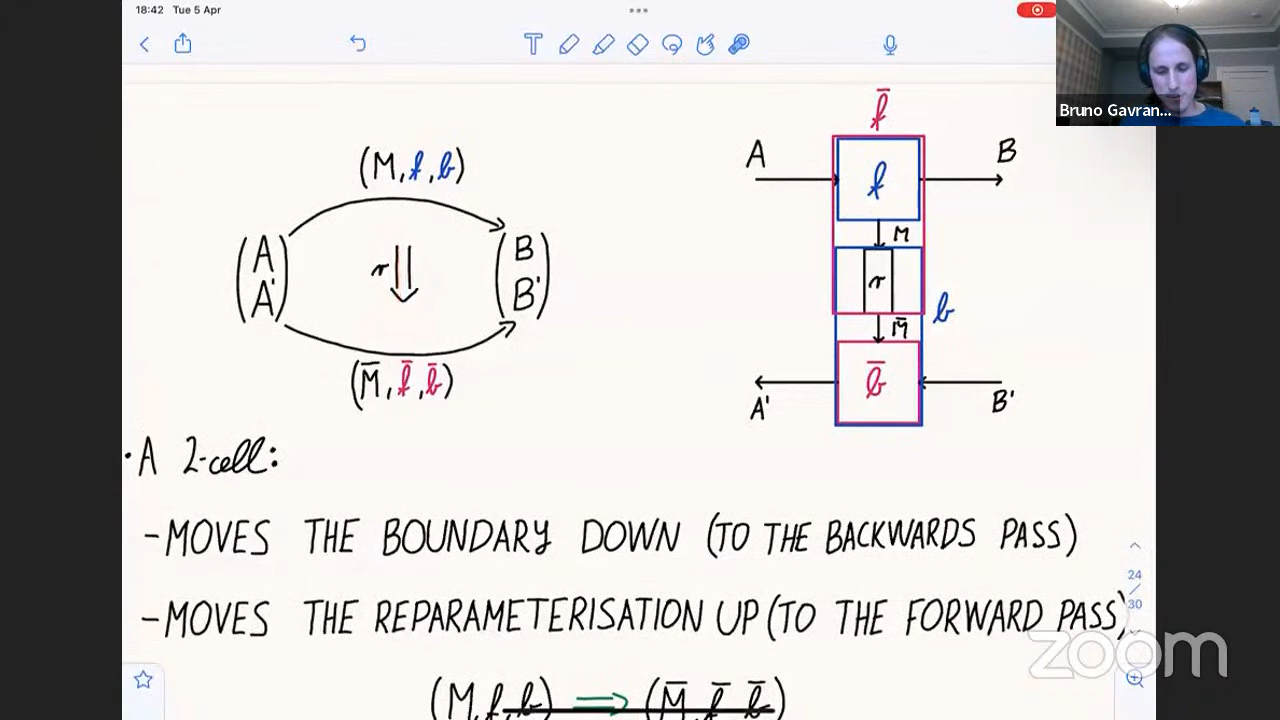 18:42 Tue 5 Apr
T
Bruno Gavran...
(M, f, b)
r
(A A') (B B')
(M̄, f̄, b̄)
f̄
A f B
M
r
b
M̄
b̄
A' B'
• A 2-cell:
- MOVES THE BOUNDARY DOWN (TO THE BACKWARDS PASS)
- MOVES THE REPARAMETERISATION UP (TO THE FORWARD PASS)
(M, f, b) ⇒ (M̄, f̄, b̄)
24
/
30
zoom